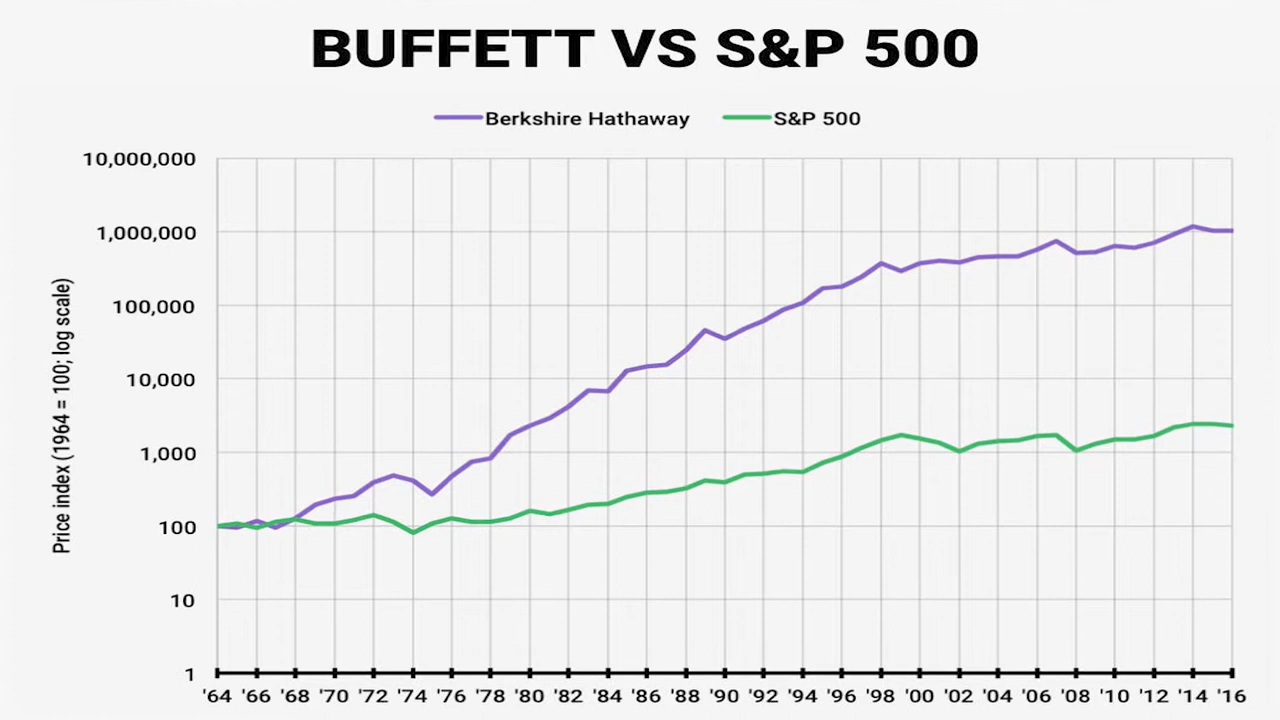 BUFFETT VS S&P 500
Berkshire Hathaway S&P 500
10,000,000
1,000,000
100,000
10,000
1,000
100
10
1
Price index (1964 = 100; log scale)
'64 '66 '68 '70 '72 '74 '76 '78 '80 '82 '84 '86 '88 '90 '92 '94 '96 '98 '00 '02 '04 '06 '08 '10 '12 '14 '16